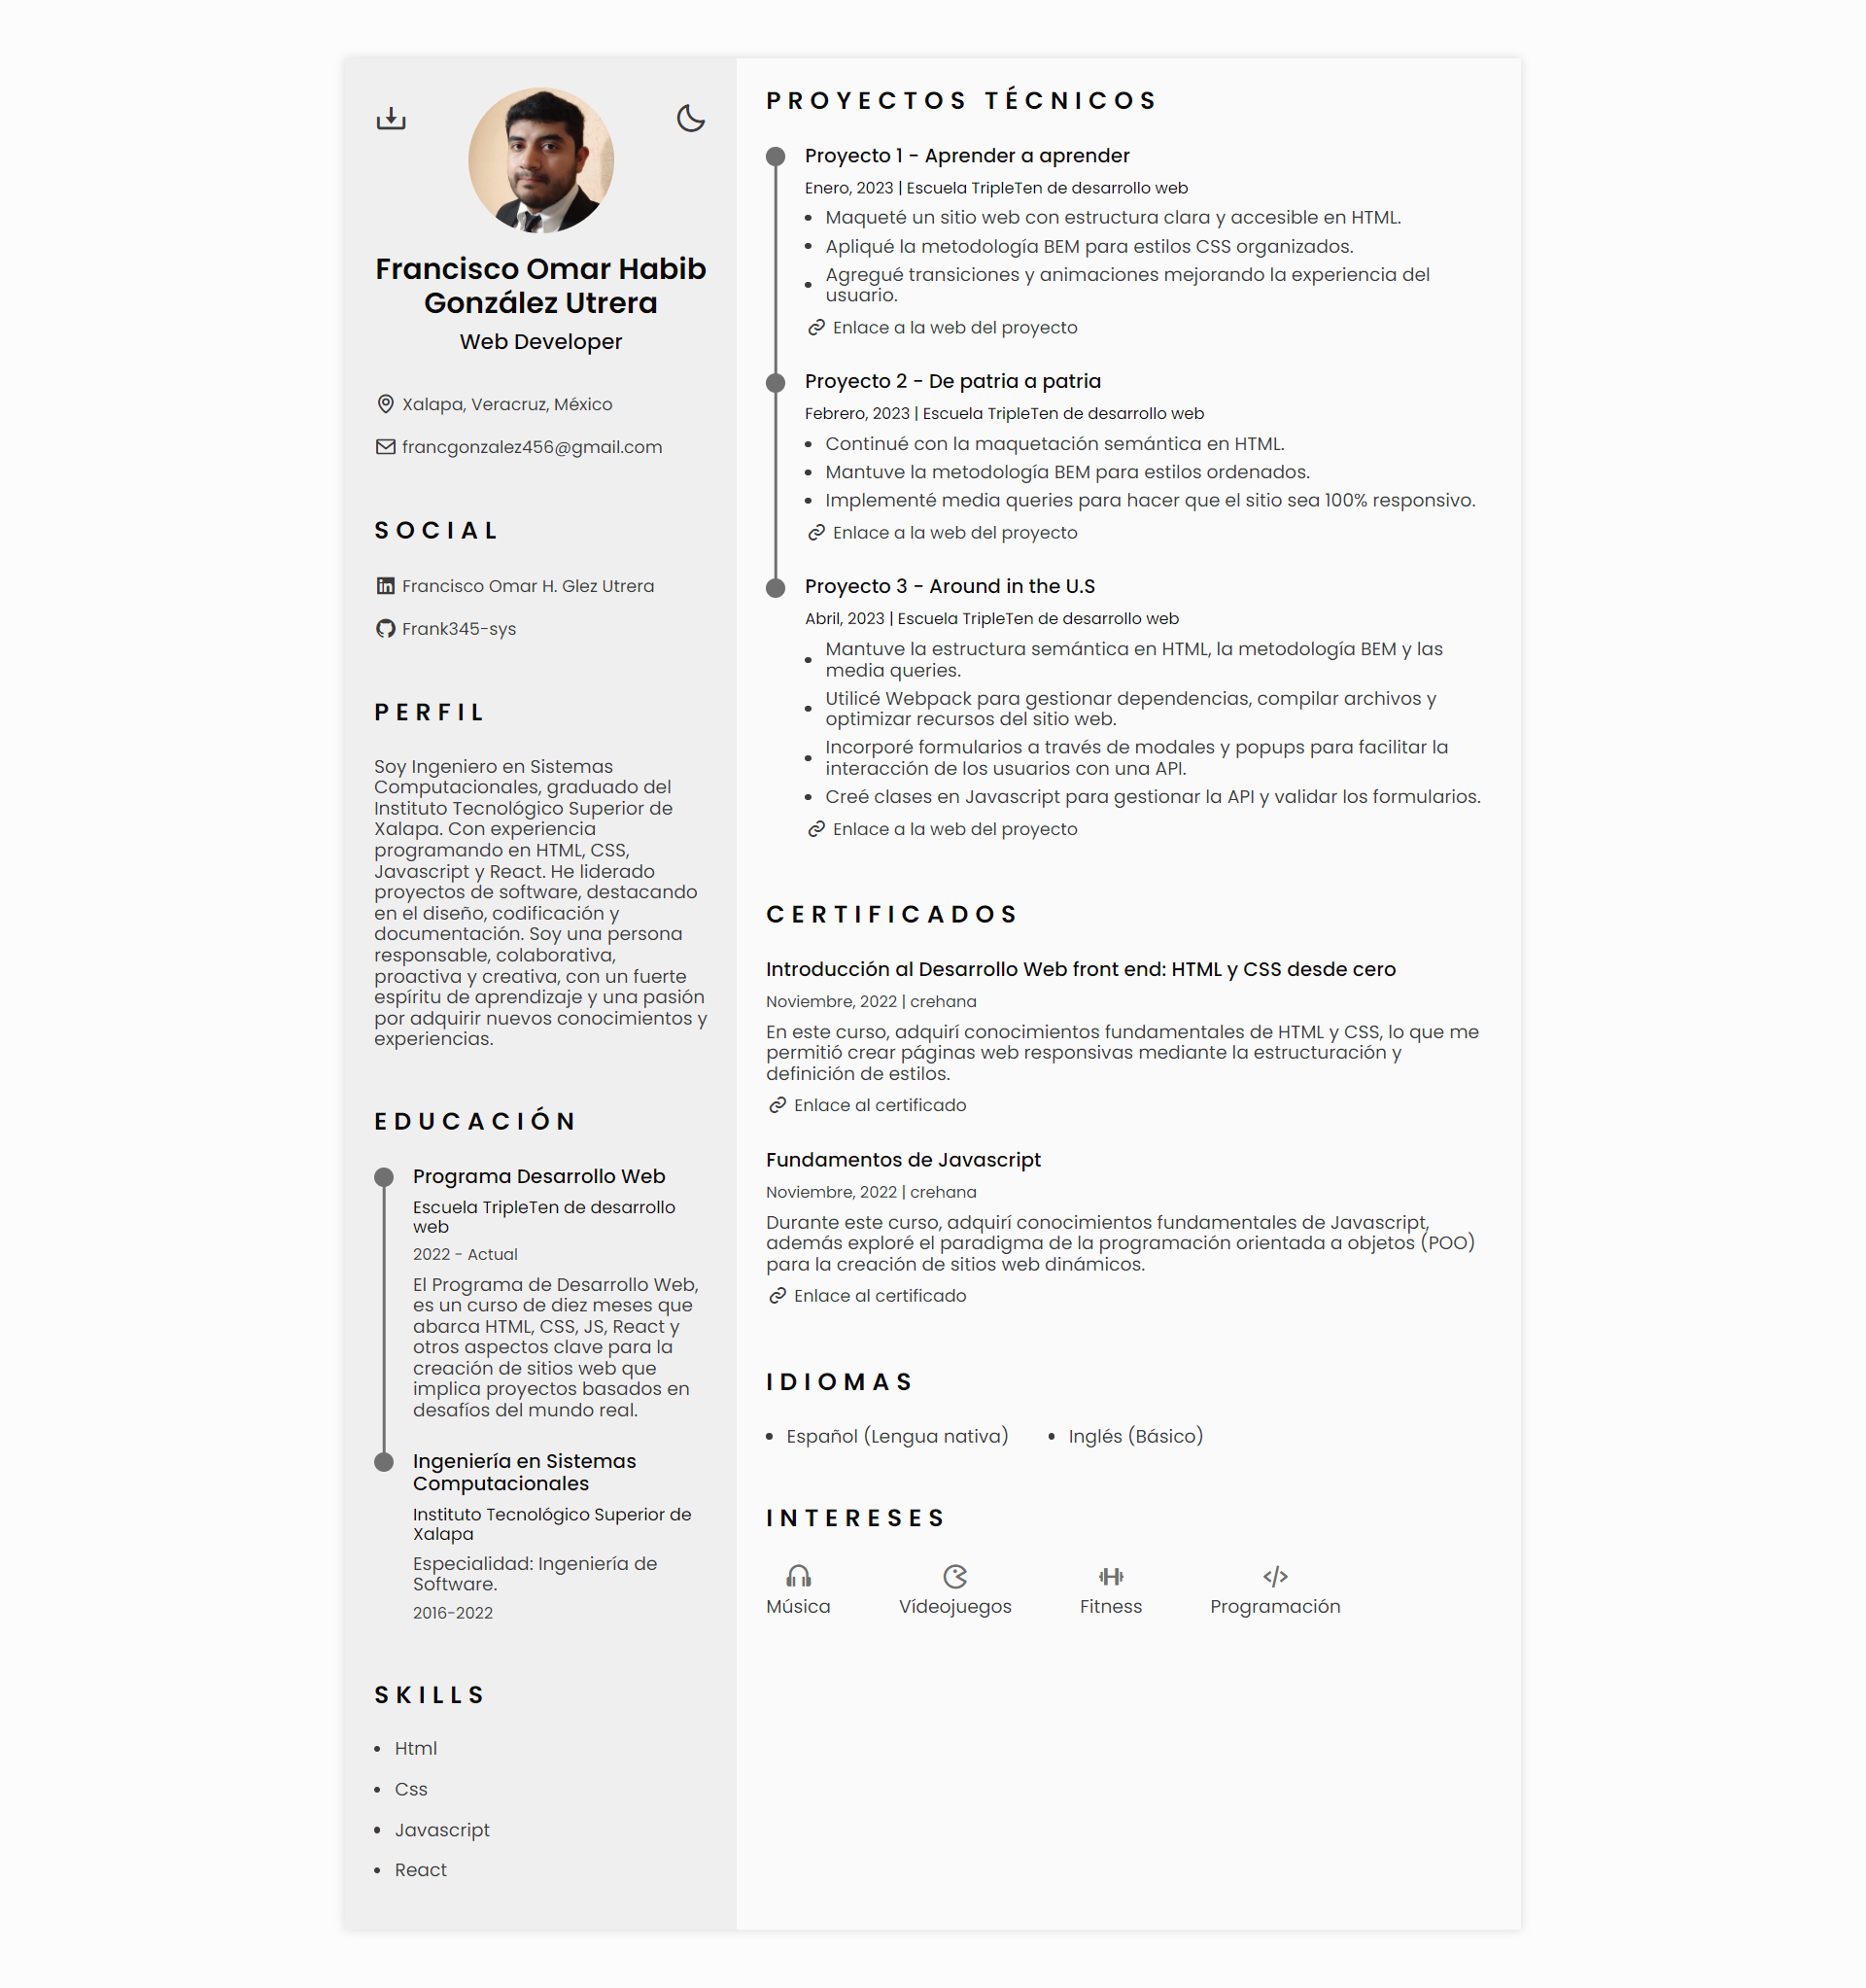 Francisco Omar Habib
González Utrera
Web Developer
Xalapa, Veracruz, México
francgonzalez456@gmail.com
SOCIAL
Francisco Omar H. Glez Utrera
Frank345-sys
PERFIL
Soy Ingeniero en Sistemas
Computacionales, graduado del
Instituto Tecnológico Superior de
Xalapa. Con experiencia
programando en HTML, CSS,
Javascript y React. He liderado
proyectos de software, destacando
en el diseño, codificación y
documentación. Soy una persona
responsable, colaborativa,
proactiva y creativa, con un fuerte
espíritu de aprendizaje y una pasión
por adquirir nuevos conocimientos y
experiencias.
EDUCACIÓN
Programa Desarrollo Web
Escuela TripleTen de desarrollo
web
2022 - Actual
El Programa de Desarrollo Web,
es un curso de diez meses que
abarca HTML, CSS, JS, React y
otros aspectos clave para la
creación de sitios web que
implica proyectos basados en
desafíos del mundo real.
Ingeniería en Sistemas
Computacionales
Instituto Tecnológico Superior de
Xalapa
Especialidad: Ingeniería de
Software.
2016-2022
SKILLS
• Html
• Css
• Javascript
• React
PROYECTOS TÉCNICOS
Proyecto 1 - Aprender a aprender
Enero, 2023 | Escuela TripleTen de desarrollo web
• Maqueté un sitio web con estructura clara y accesible en HTML.
• Apliqué la metodología BEM para estilos CSS organizados.
• Agregué transiciones y animaciones mejorando la experiencia del
usuario.
Enlace a la web del proyecto
Proyecto 2 - De patria a patria
Febrero, 2023 | Escuela TripleTen de desarrollo web
• Continué con la maquetación semántica en HTML.
• Mantuve la metodología BEM para estilos ordenados.
• Implementé media queries para hacer que el sitio sea 100% responsivo.
Enlace a la web del proyecto
Proyecto 3 - Around in the U.S
Abril, 2023 | Escuela TripleTen de desarrollo web
• Mantuve la estructura semántica en HTML, la metodología BEM y las
media queries.
• Utilicé Webpack para gestionar dependencias, compilar archivos y
optimizar recursos del sitio web.
• Incorporé formularios a través de modales y popups para facilitar la
interacción de los usuarios con una API.
• Creé clases en Javascript para gestionar la API y validar los formularios.
Enlace a la web del proyecto
CERTIFICADOS
Introducción al Desarrollo Web front end: HTML y CSS desde cero
Noviembre, 2022 | crehana
En este curso, adquirí conocimientos fundamentales de HTML y CSS, lo que me
permitió crear páginas web responsivas mediante la estructuración y
definición de estilos.
Enlace al certificado
Fundamentos de Javascript
Noviembre, 2022 | crehana
Durante este curso, adquirí conocimientos fundamentales de Javascript,
además exploré el paradigma de la programación orientada a objetos (POO)
para la creación de sitios web dinámicos.
Enlace al certificado
IDIOMAS
• Español (Lengua nativa) • Inglés (Básico)
INTERESES
Música Vídeojuegos Fitness Programación